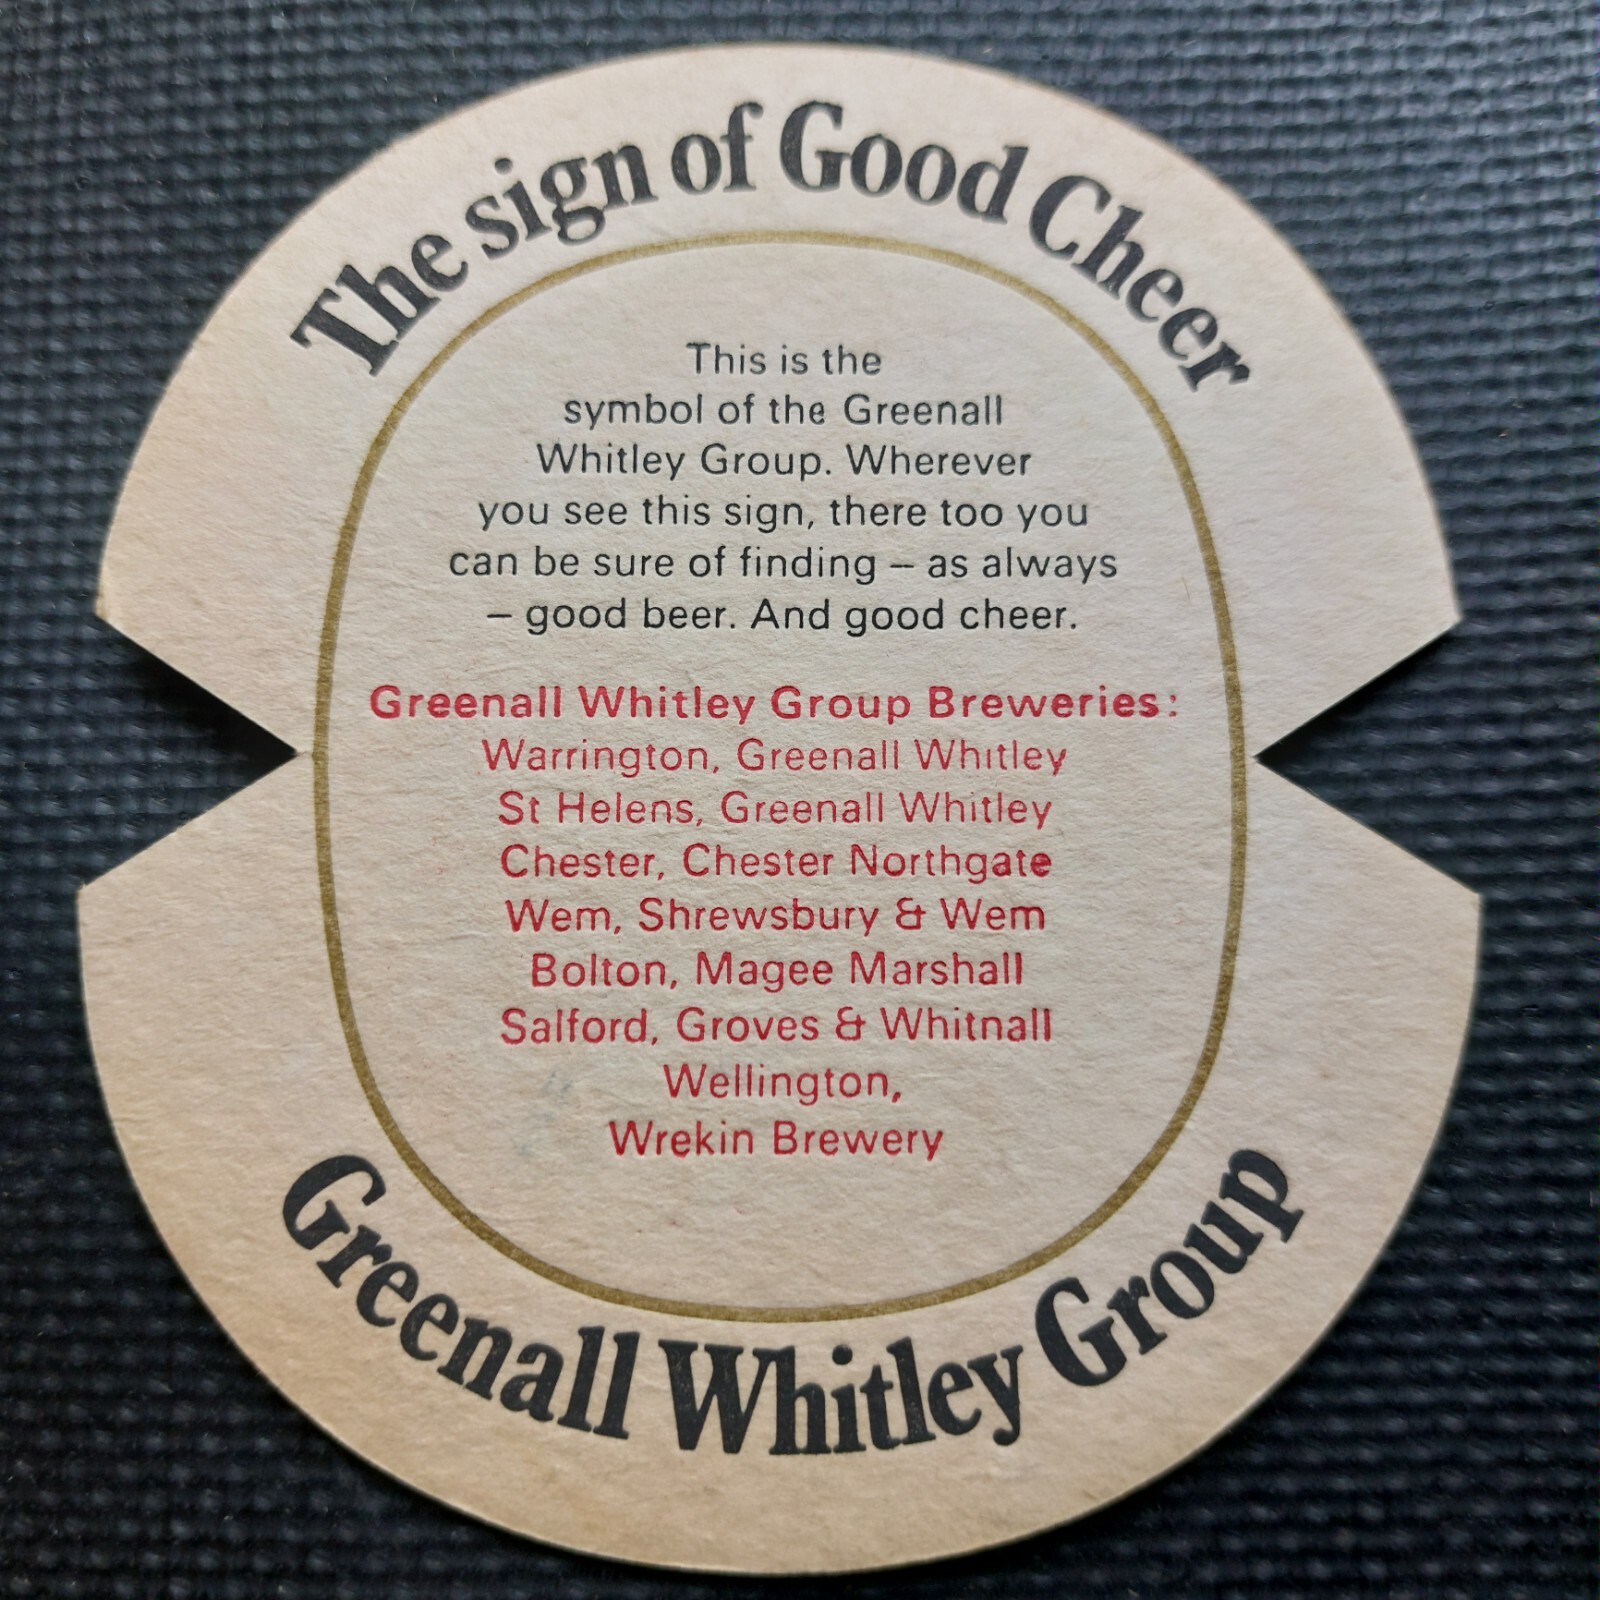 The sign of Good Cheer
This is the
symbol of the Greenall
Whitley Group. Wherever
you see this sign, there too you
can be sure of finding – as always
– good beer. And good cheer.
Greenall Whitley Group Breweries:
Warrington, Greenall Whitley
St Helens, Greenall Whitley
Chester, Chester Northgate
Wem, Shrewsbury & Wem
Bolton, Magee Marshall
Salford, Groves & Whitnall
Wellington,
Wrekin Brewery
Greenall Whitley Group